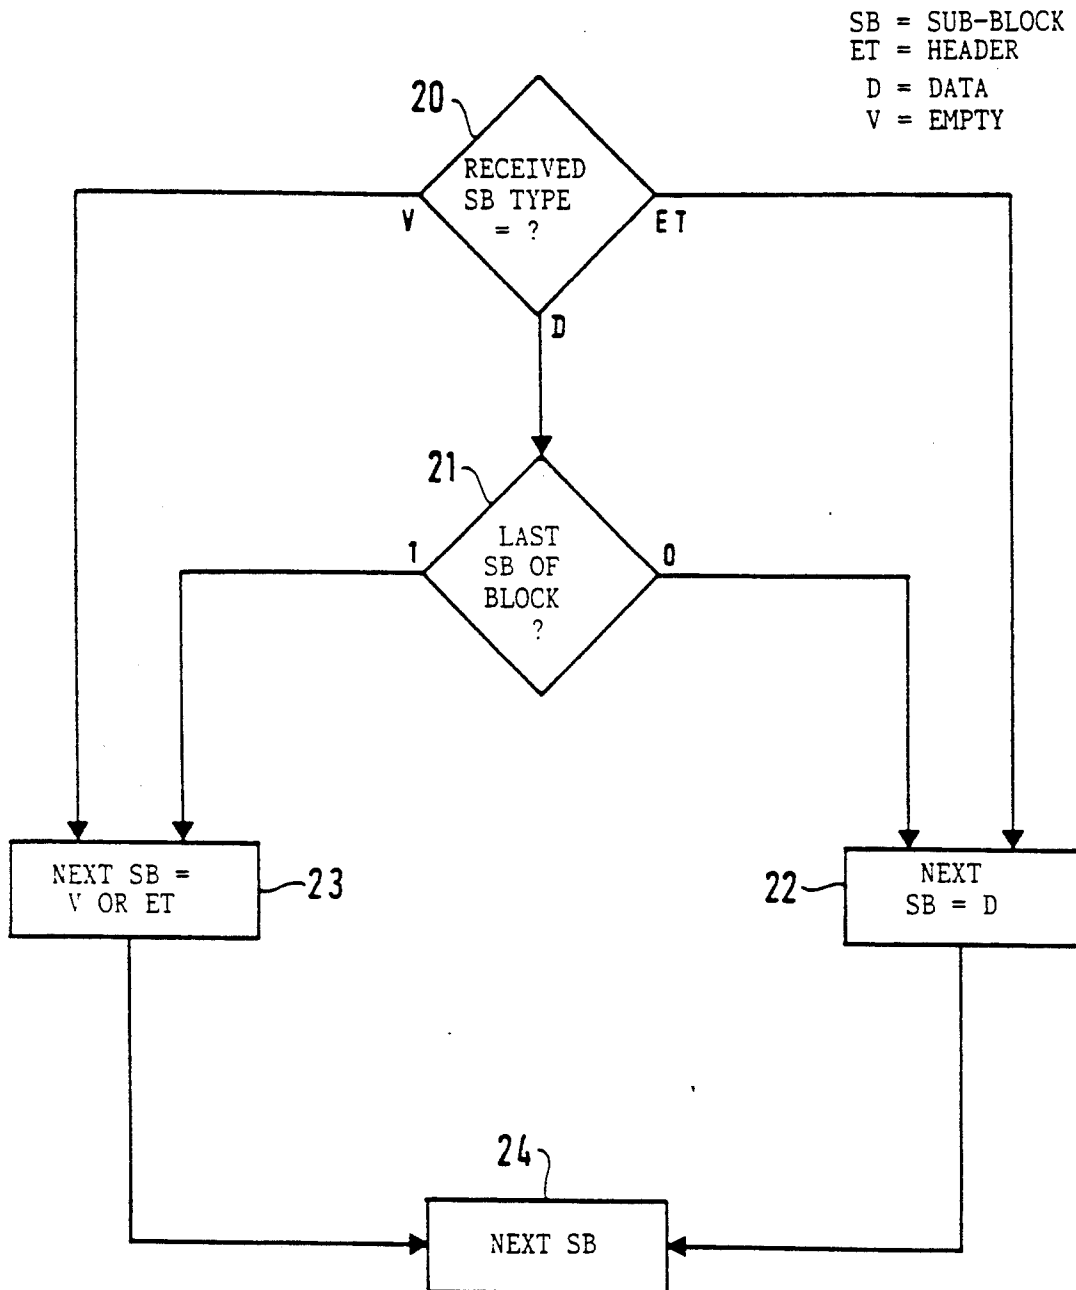 SB = SUB-BLOCK
ET = HEADER
D = DATA
V = EMPTY
20
RECEIVED
SB TYPE
= ?
V
ET
D
21
LAST
SB OF
BLOCK
?
1
0
NEXT SB =
V OR ET
23
22
NEXT
SB = D
24
NEXT SB